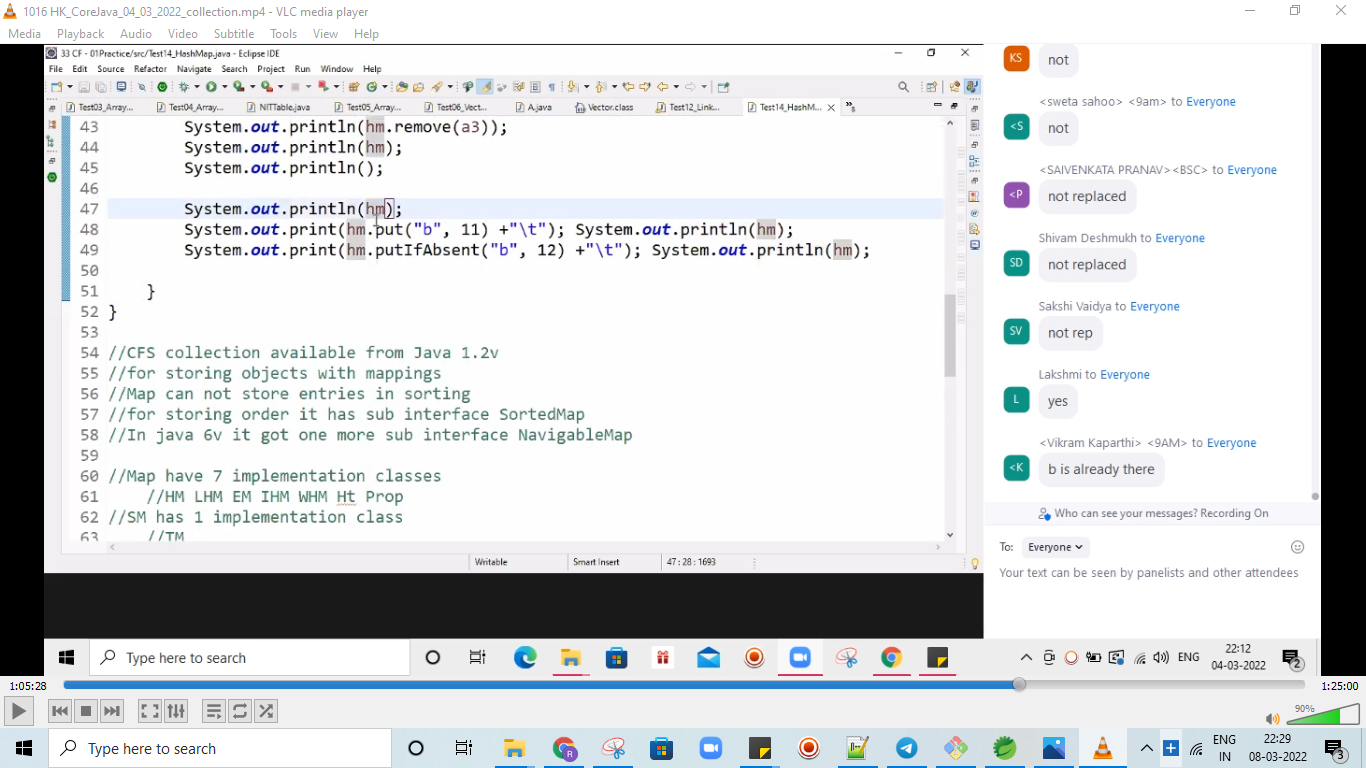 1016 HK_CoreJava_04_03_2022_collection.mp4 - VLC media player
Media Playback Audio Video Subtitle Tools View Help
33 CF - 01Practice/src/Test14_HashMap.java - Eclipse IDE
File Edit Source Refactor Navigate Search Project Run Window Help
Test03_Array... Test04_Array... NITTable.java Test05_Array... Test06_Vect... A.java Vector.class Test12_Link... Test14_HashM... »5
43 System.out.println(hm.remove(a3));
44 System.out.println(hm);
45 System.out.println();
46
47 System.out.println(hm);
48 System.out.print(hm.put("b", 11) +"\t"); System.out.println(hm);
49 System.out.print(hm.putIfAbsent("b", 12) +"\t"); System.out.println(hm);
50
51 }
52 }
53
54 //CFS collection available from Java 1.2v
55 //for storing objects with mappings
56 //Map can not store entries in sorting
57 //for storing order it has sub interface SortedMap
58 //In java 6v it got one more sub interface NavigableMap
59
60 //Map have 7 implementation classes
61 //HM LHM EM IHM WHM Ht Prop
62 //SM has 1 implementation class
63 //TM
Writable Smart Insert 47 : 28 : 1693
KS not
<sweta sahoo> <9am> to Everyone
<S not
<SAIVENKATA PRANAV><BSC> to Everyone
<P not replaced
Shivam Deshmukh to Everyone
SD not replaced
Sakshi Vaidya to Everyone
SV not rep
Lakshmi to Everyone
L yes
<Vikram Kaparthi> <9AM> to Everyone
<K b is already there
Who can see your messages? Recording On
To: Everyone
Your text can be seen by panelists and other attendees
Type here to search
ENG
22:12
04-03-2022
2
1:05:28
1:25:00
90%
Type here to search
ENG
IN
22:29
08-03-2022
3